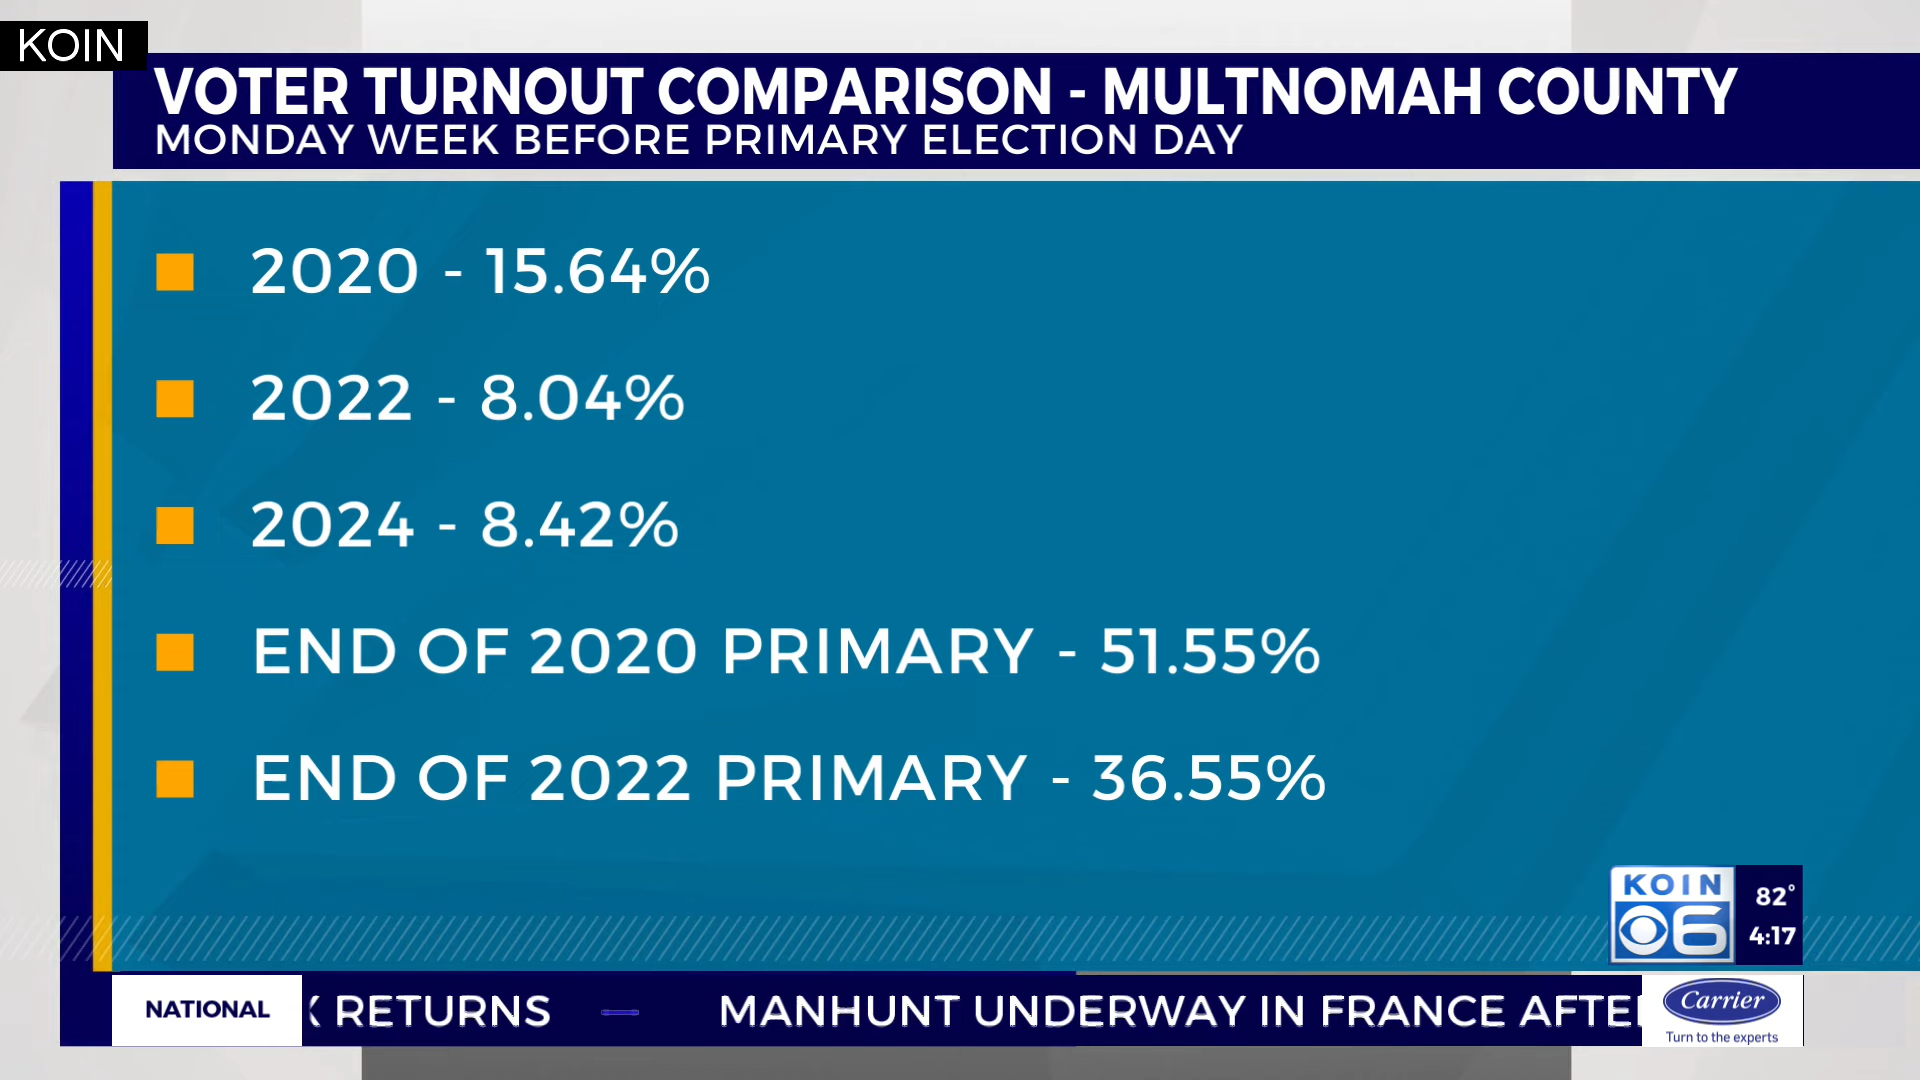 KOIN
VOTER TURNOUT COMPARISON - MULTNOMAH COUNTY
MONDAY WEEK BEFORE PRIMARY ELECTION DAY
2020 - 15.64%
2022 - 8.04%
2024 - 8.42%
END OF 2020 PRIMARY - 51.55%
END OF 2022 PRIMARY - 36.55%
KOIN
6
82°
4:17
NATIONAL
RETURNS — MANHUNT UNDERWAY IN FRANCE AFTE
Carrier
Turn to the experts